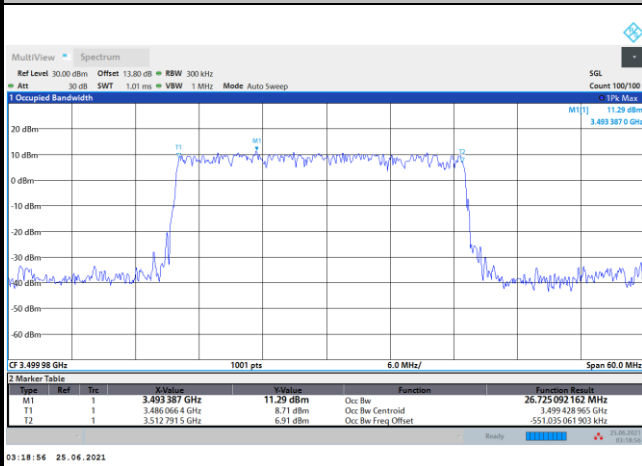 MultiView Spectrum
Ref Level 30.00 dBm Offset 13.80 dB RBW 300 kHz SGL
Att 30 dB SWT 1.01 ms VBW 1 MHz Mode Auto Sweep Count 100/100
1 Occupied Bandwidth 1Pk Max
M1[1] 11.29 dBm
3.493 387 0 GHz
20 dBm
T1 M1 T2
10 dBm
0 dBm
-10 dBm
-20 dBm
-30 dBm
-40 dBm
-50 dBm
-60 dBm
CF 3.499 98 GHz 1001 pts 6.0 MHz/ Span 60.0 MHz
2 Marker Table
Type Ref Trc X-Value Y-Value Function Function Result
M1 1 3.493 387 GHz 11.29 dBm Occ Bw 26.725 092 162 MHz
T1 1 3.486 066 4 GHz 8.71 dBm Occ Bw Centroid 3.499 428 965 GHz
T2 1 3.512 791 5 GHz 6.91 dBm Occ Bw Freq Offset -551.035 061 903 kHz
Ready 25.06.2021
03:18:56
03:18:56 25.06.2021